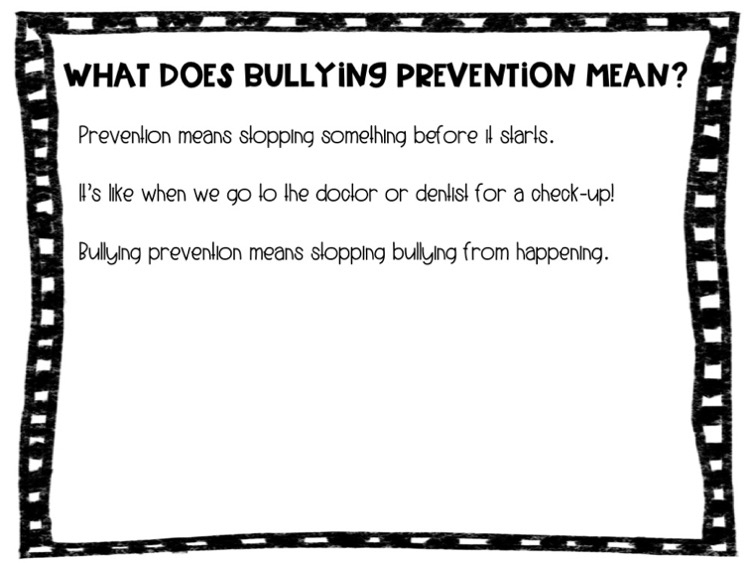 WHAT DOES BULLYING PREVENTION MEAN?
Prevention means stopping something before it starts.
It's like when we go to the doctor or dentist for a check-up!
Bullying prevention means stopping bullying from happening.